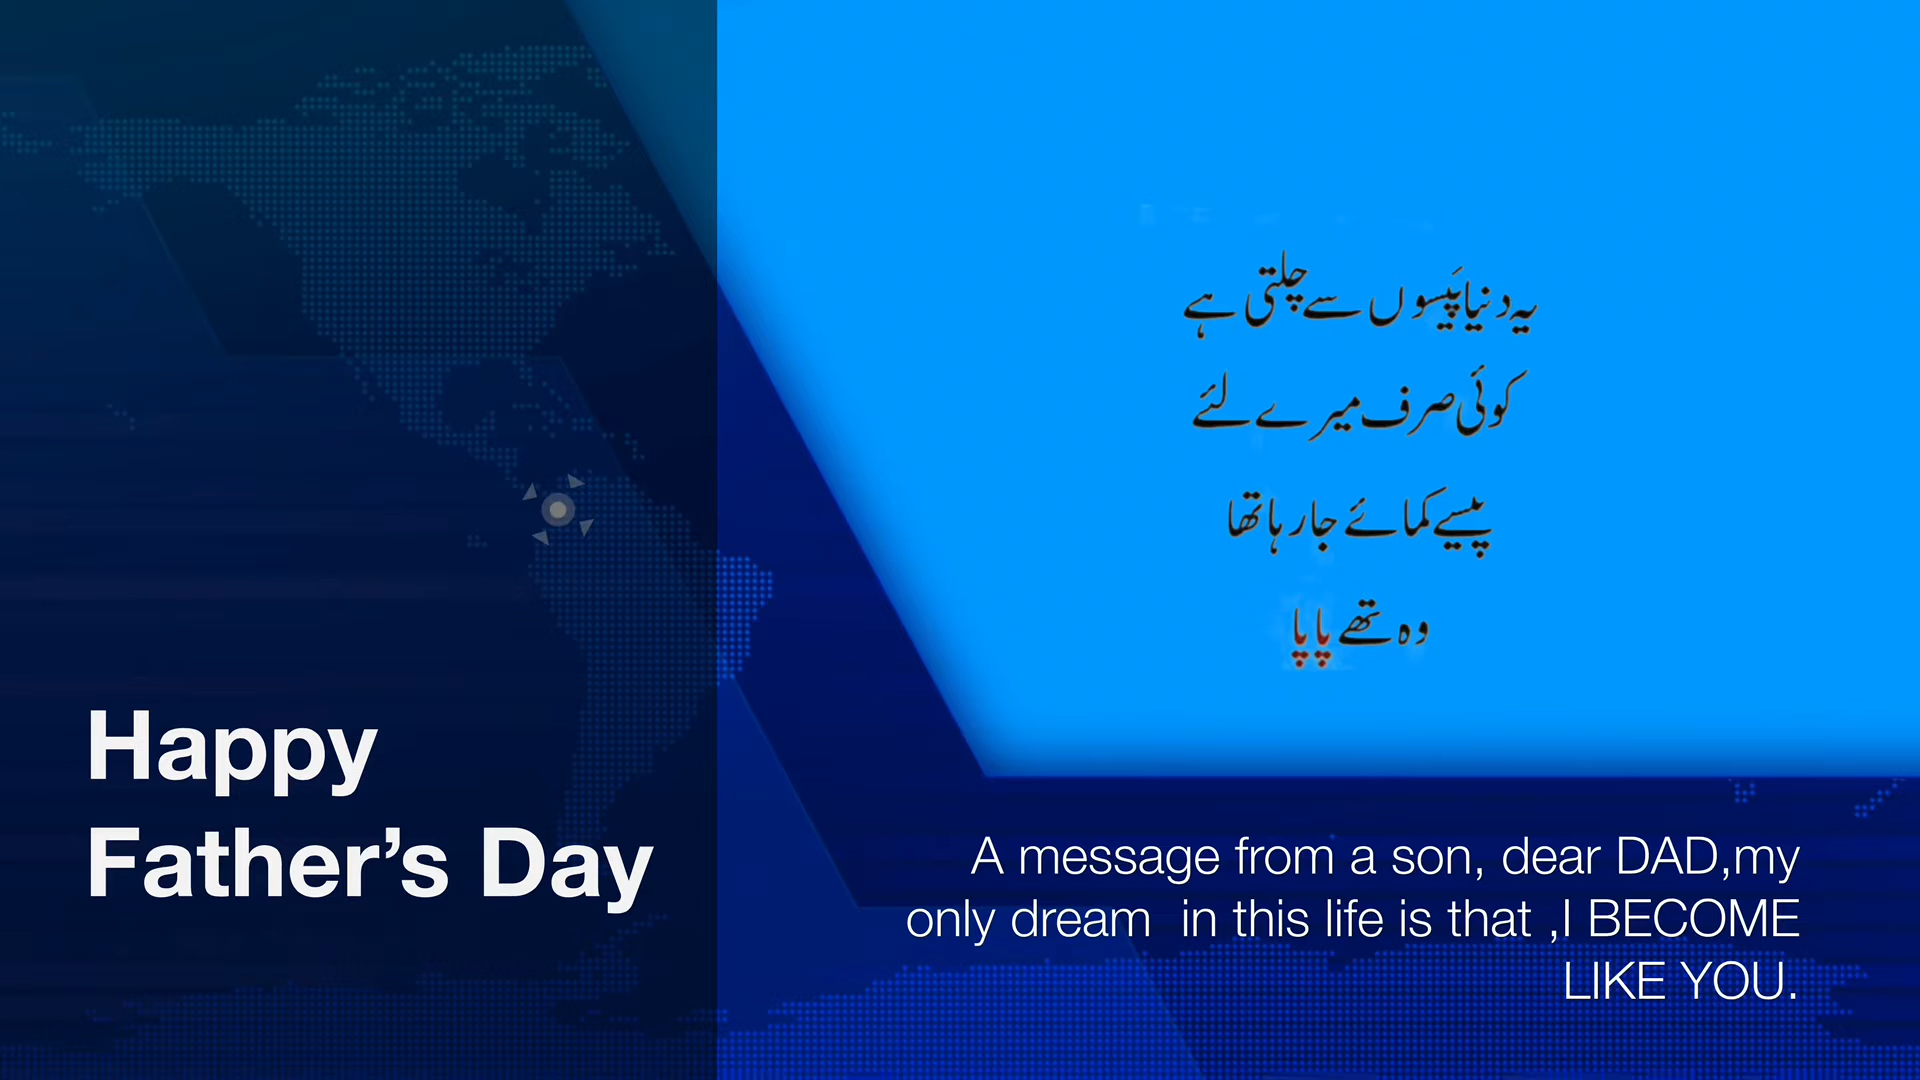 یہ دنیا پَیسوں سے چلتی ہے
کوئی صرف میرے لئے
پیسے کمائے جا رہا تھا
وہ تھے پاپا
Happy
Father’s Day
A message from a son, dear DAD,my
only dream  in this life is that ,I BECOME
LIKE YOU.